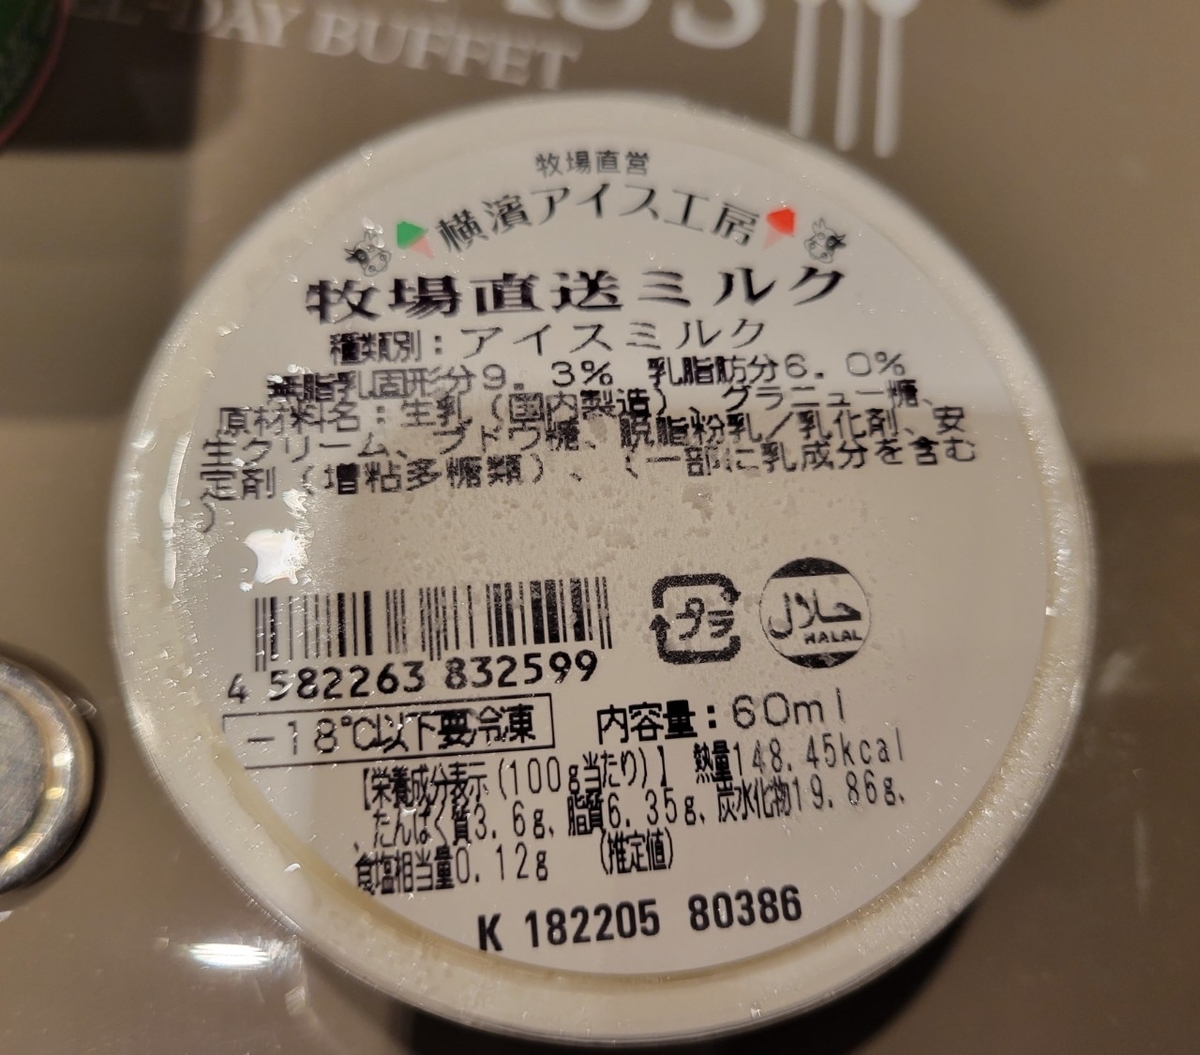 DAY BUFFET
牧場直営
横濱アイス工房
牧場直送ミルク
種類別：アイスミルク
無脂乳固形分9.3% 乳脂肪分6.0%
原材料名：生乳（国内製造）、グラニュー糖、
生クリーム、ブドウ糖、脱脂粉乳／乳化剤、安
定剤（増粘多糖類）、（一部に乳成分を含む
）
プラ
حلال
HALAL
4 582263 832599
－18℃以下要冷凍
内容量：60ml
【栄養成分表示(100g当たり)】 熱量148.45kcal
、たんぱく質3.6g、脂質6.35g、炭水化物19.86g、
食塩相当量0.12g （推定値）
K 182205 80386